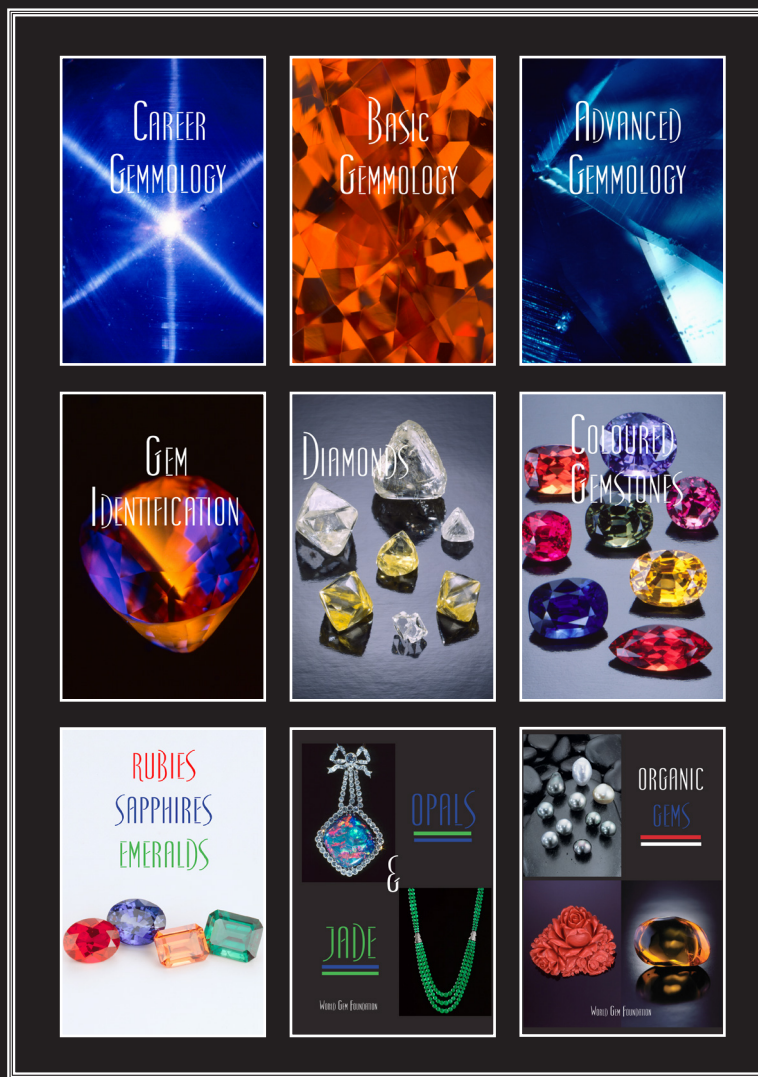 CAREER
GEMMOLOGY
BASIC
GEMMOLOGY
ADVANCED
GEMMOLOGY
GEM
IDENTIFICATION
DIAMONDS
COLOURED
GEMSTONES
RUBIES
SAPPHIRES
EMERALDS
OPALS
&
JADE
WORLD GEM FOUNDATION
ORGANIC
GEMS
WORLD GEM FOUNDATION